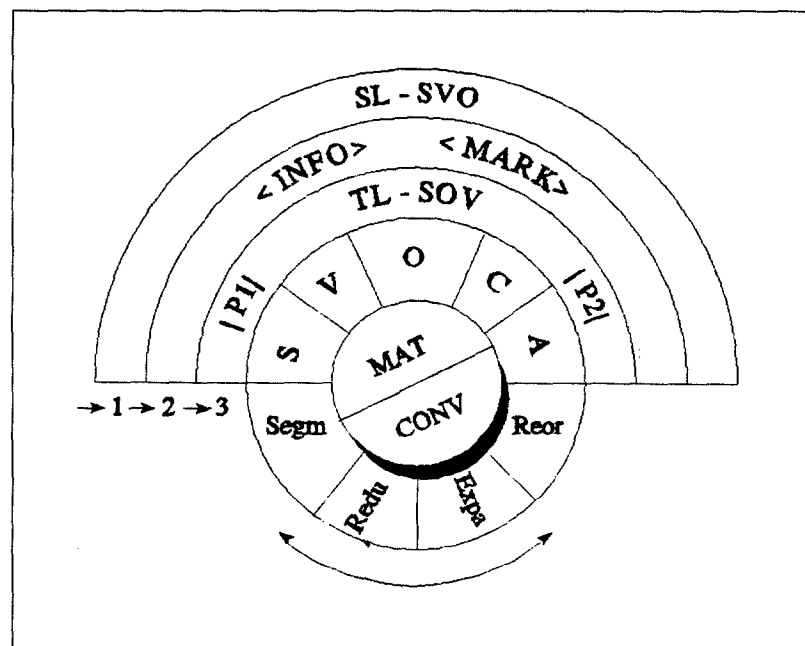 SL - SVO
< INFO > < MARK >
TL - SOV
| P1 | | P2 |
S V O C A
MAT
CONV
→ 1 → 2 → 3
Segm Redu Expa Reor